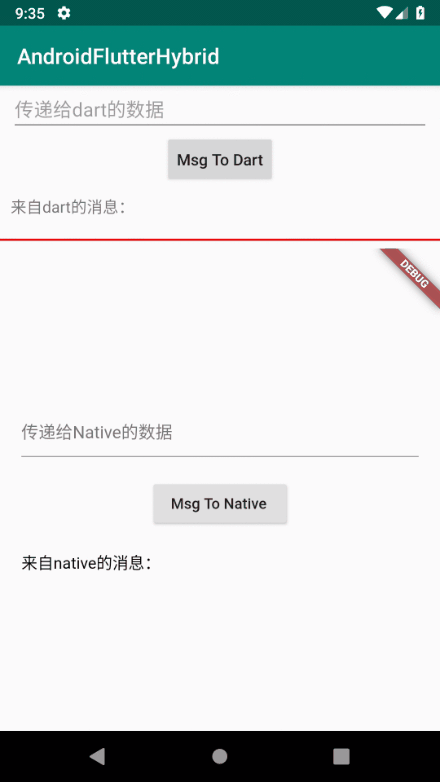 9:35
AndroidFlutterHybrid
传递给dart的数据
Msg To Dart
来自dart的消息：
DEBUG
传递给Native的数据
Msg To Native
来自native的消息：